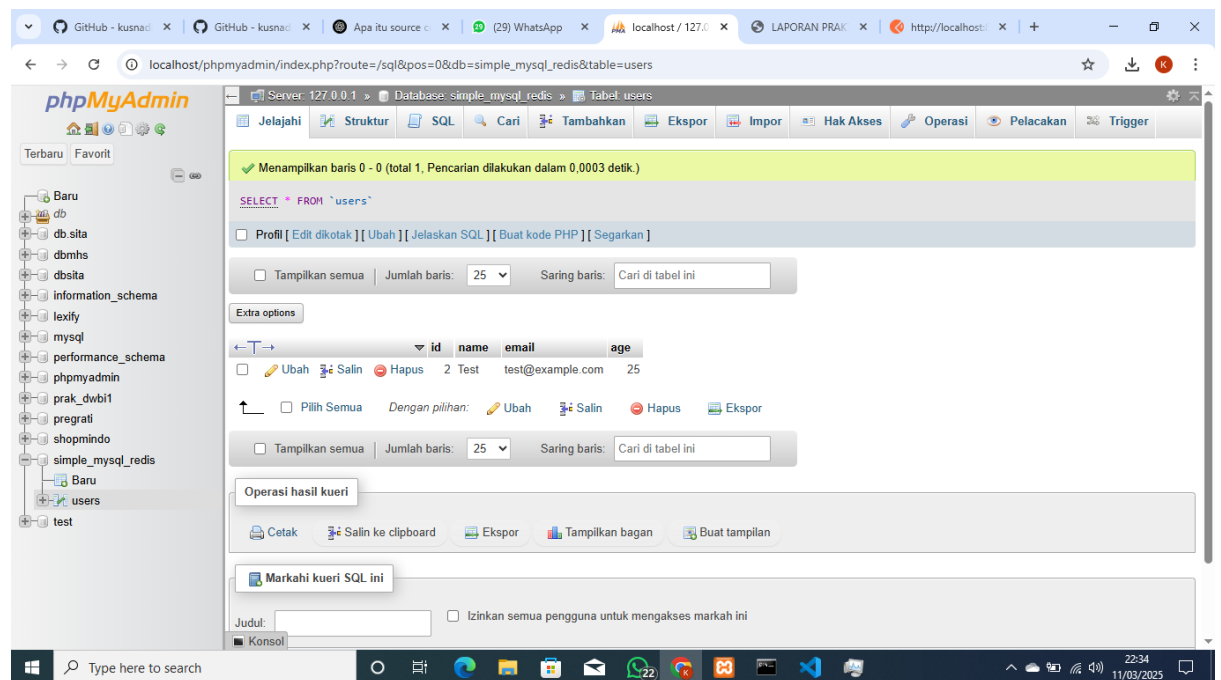 GitHub - kusnad
GitHub - kusnad
Apa itu source c
(29) WhatsApp
localhost / 127.0
LAPORAN PRAK
http://localhost:
localhost/phpmyadmin/index.php?route=/sql&pos=0&db=simple_mysql_redis&table=users
K
phpMyAdmin
Terbaru Favorit
Baru
db
db.sita
dbmhs
dbsita
information_schema
lexify
mysql
performance_schema
phpmyadmin
prak_dwbi1
pregrati
shopmindo
simple_mysql_redis
Baru
users
test
Server: 127.0.0.1 » Database: simple_mysql_redis » Tabel: users
Jelajahi Struktur SQL Cari Tambahkan Ekspor Impor Hak Akses Operasi Pelacakan Trigger
Menampilkan baris 0 - 0 (total 1, Pencarian dilakukan dalam 0,0003 detik.)
SELECT * FROM `users`
Profil [ Edit dikotak ] [ Ubah ] [ Jelaskan SQL ] [ Buat kode PHP ] [ Segarkan ]
Tampilkan semua | Jumlah baris: 25 Saring baris: Cari di tabel ini
Extra options
←T→ id name email age
Ubah Salin Hapus 2 Test test@example.com 25
Pilih Semua Dengan pilihan: Ubah Salin Hapus Ekspor
Tampilkan semua | Jumlah baris: 25 Saring baris: Cari di tabel ini
Operasi hasil kueri
Cetak Salin ke clipboard Ekspor Tampilkan bagan Buat tampilan
Markahi kueri SQL ini
Judul: Izinkan semua pengguna untuk mengakses markah ini
Konsol
Type here to search
22
22:34
11/03/2025